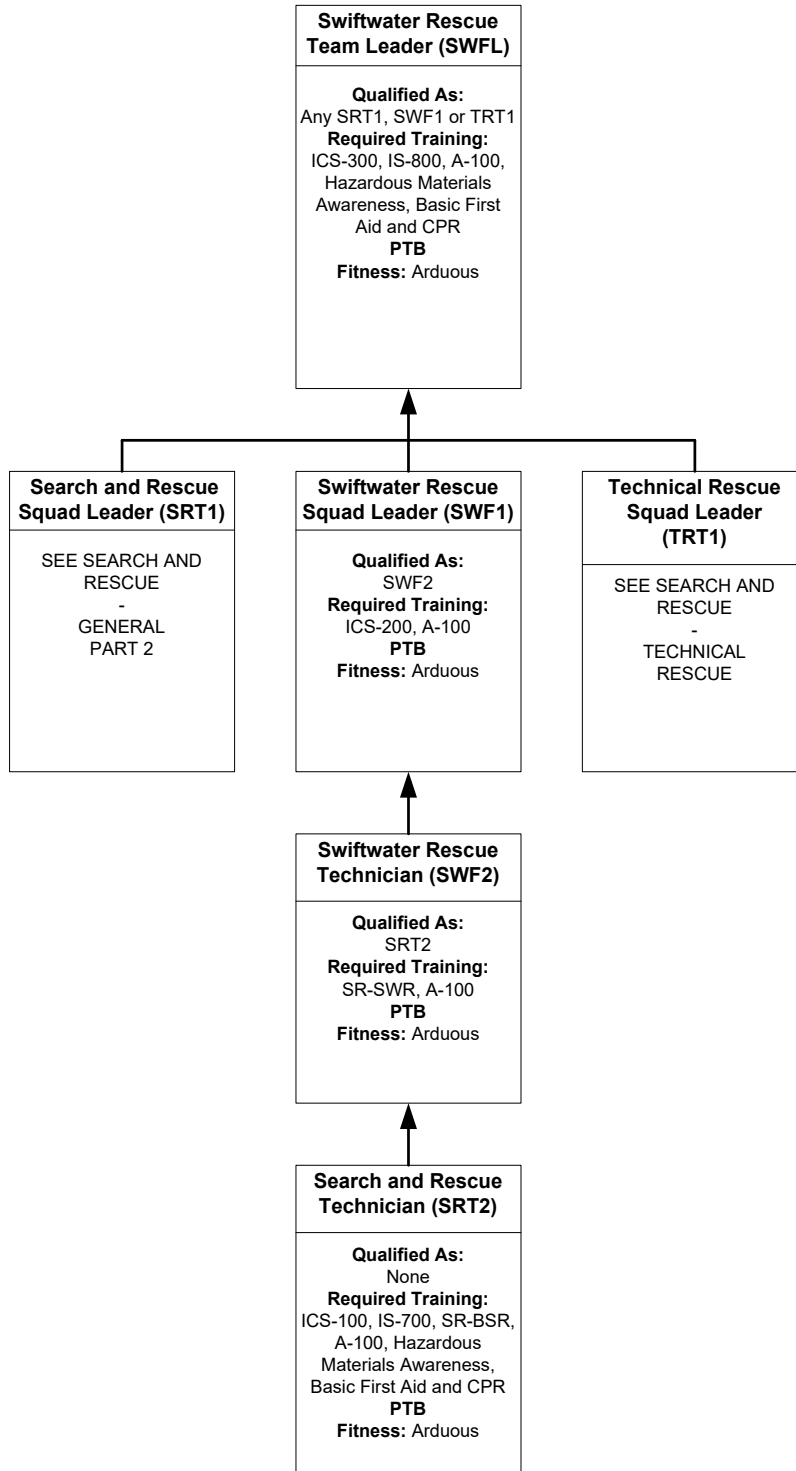 Swiftwater Rescue
Team Leader (SWFL)
Qualified As:
Any SRT1, SWF1 or TRT1
Required Training:
ICS-300, IS-800, A-100,
Hazardous Materials
Awareness, Basic First
Aid and CPR
PTB
Fitness: Arduous
Search and Rescue
Squad Leader (SRT1)
SEE SEARCH AND
RESCUE
-
GENERAL
PART 2
Swiftwater Rescue
Squad Leader (SWF1)
Qualified As:
SWF2
Required Training:
ICS-200, A-100
PTB
Fitness: Arduous
Technical Rescue
Squad Leader
(TRT1)
SEE SEARCH AND
RESCUE
-
TECHNICAL
RESCUE
Swiftwater Rescue
Technician (SWF2)
Qualified As:
SRT2
Required Training:
SR-SWR, A-100
PTB
Fitness: Arduous
Search and Rescue
Technician (SRT2)
Qualified As:
None
Required Training:
ICS-100, IS-700, SR-BSR,
A-100, Hazardous
Materials Awareness,
Basic First Aid and CPR
PTB
Fitness: Arduous